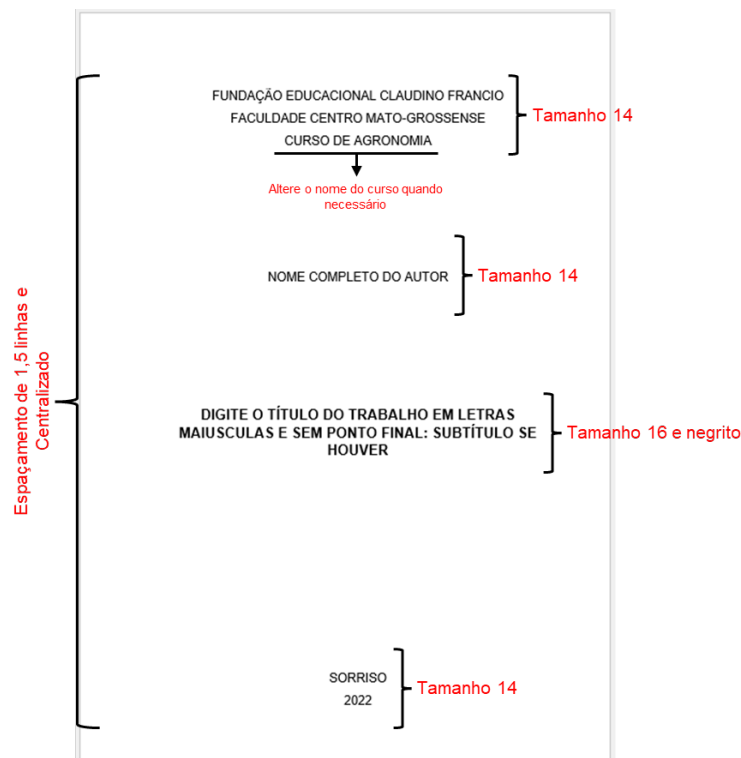 FUNDAÇÃO EDUCACIONAL CLAUDINO FRANCIO
FACULDADE CENTRO MATO-GROSSENSE
CURSO DE AGRONOMIA
Tamanho 14
Altere o nome do curso quando
necessário
NOME COMPLETO DO AUTOR
Tamanho 14
Espaçamento de 1,5 linhas e
Centralizado
DIGITE O TÍTULO DO TRABALHO EM LETRAS
MAIUSCULAS E SEM PONTO FINAL: SUBTÍTULO SE
HOUVER
Tamanho 16 e negrito
SORRISO
2022
Tamanho 14